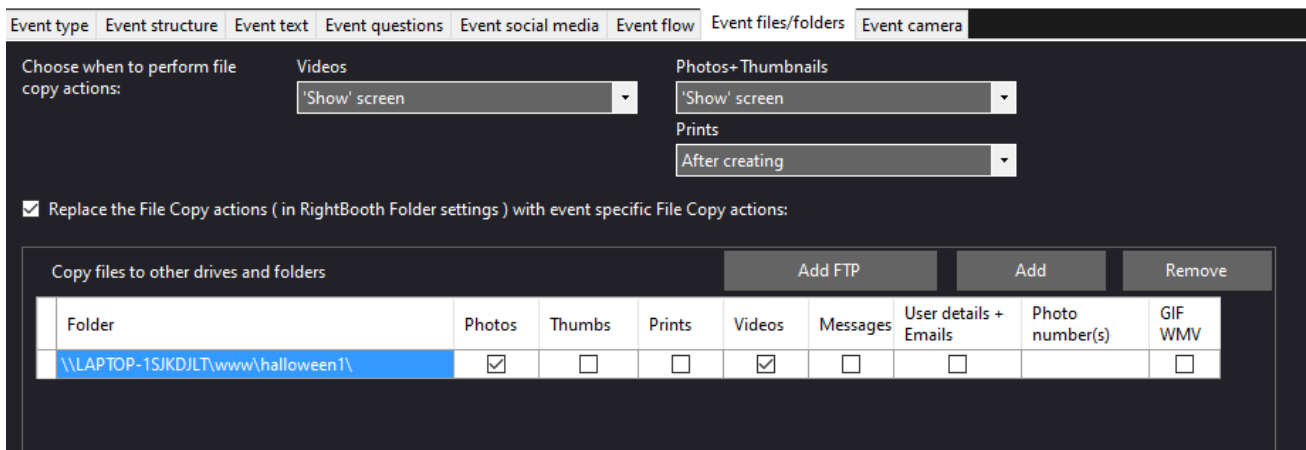 Event type Event structure Event text Event questions Event social media Event flow Event files/folders Event camera
Choose when to perform file
copy actions:
Videos
'Show' screen
Photos+Thumbnails
'Show' screen
Prints
After creating
Replace the File Copy actions ( in RightBooth Folder settings ) with event specific File Copy actions:
Copy files to other drives and folders
Add FTP Add Remove
Folder Photos Thumbs Prints Videos Messages User details +
Emails Photo
number(s) GIF
WMV
\\LAPTOP-1SJKDJLT\www\halloween1\